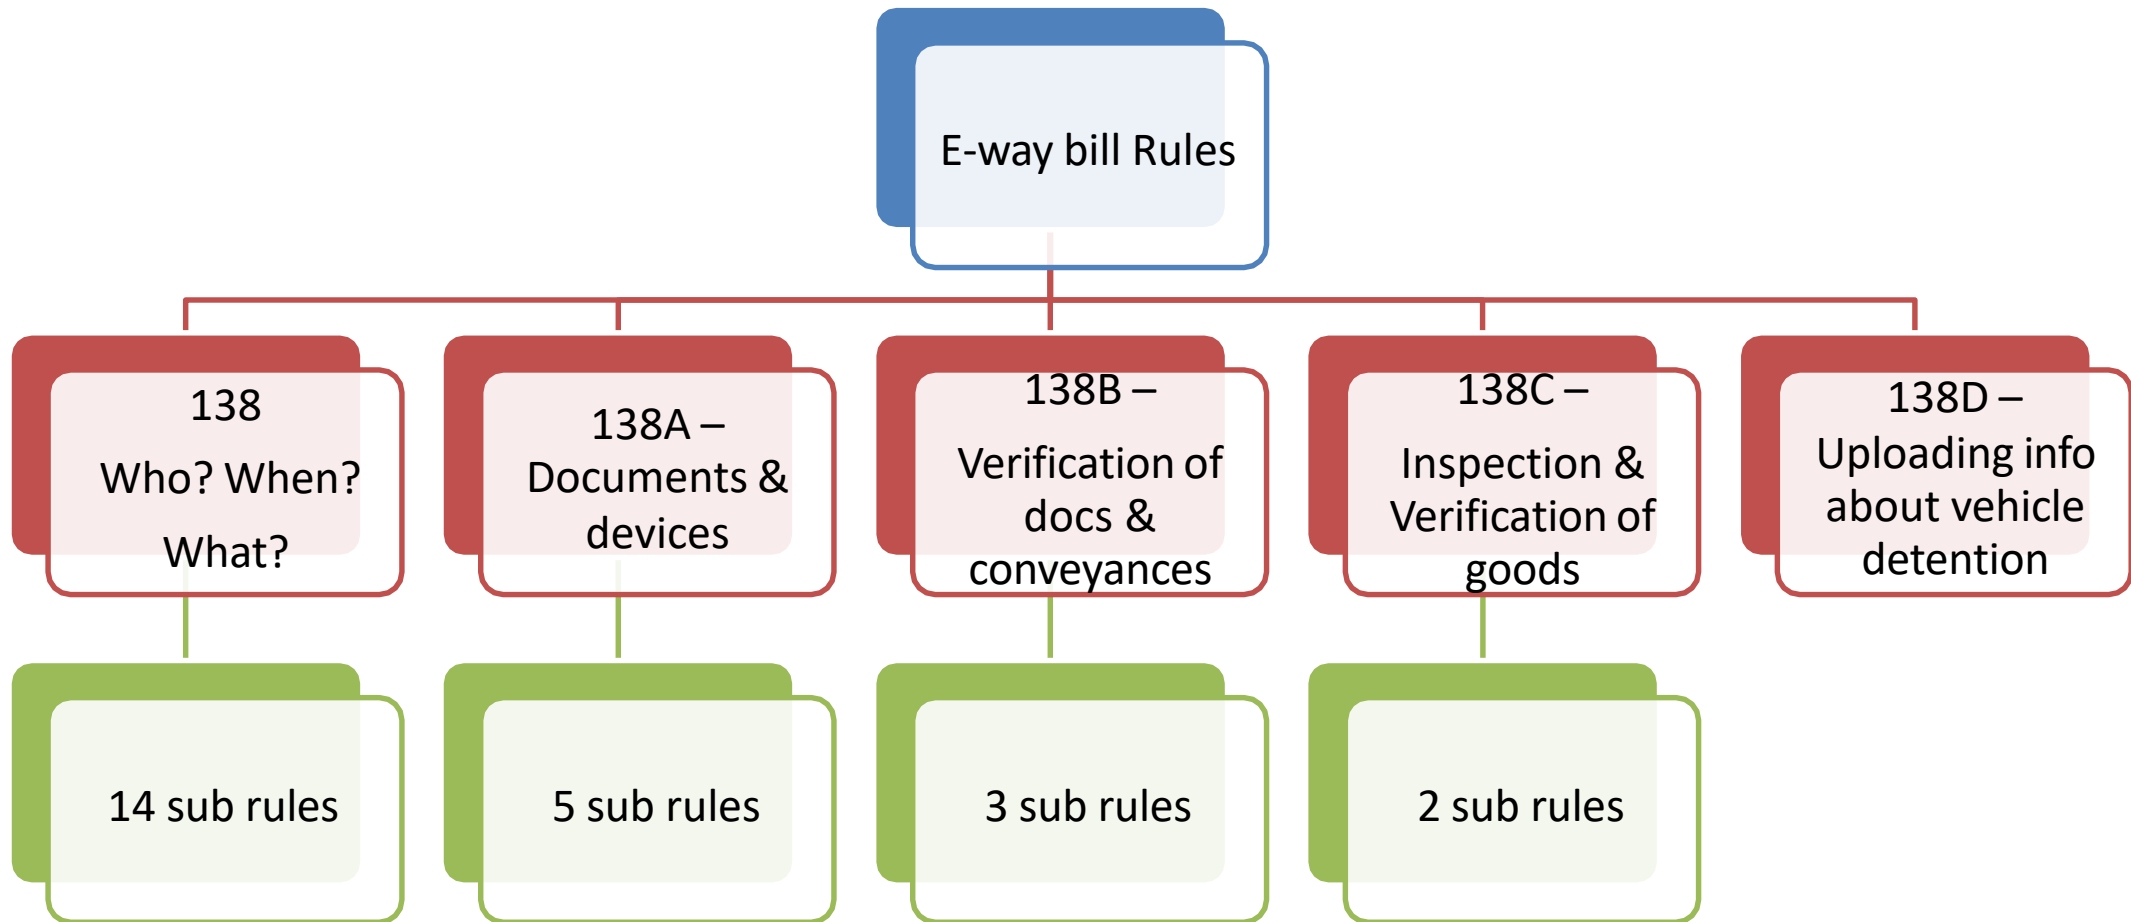 E-way bill Rules
138
Who? When?
What?
138A –
Documents &
devices
138B –
Verification of
docs &
conveyances
138C –
Inspection &
Verification of
goods
138D –
Uploading info
about vehicle
detention
14 sub rules
5 sub rules
3 sub rules
2 sub rules